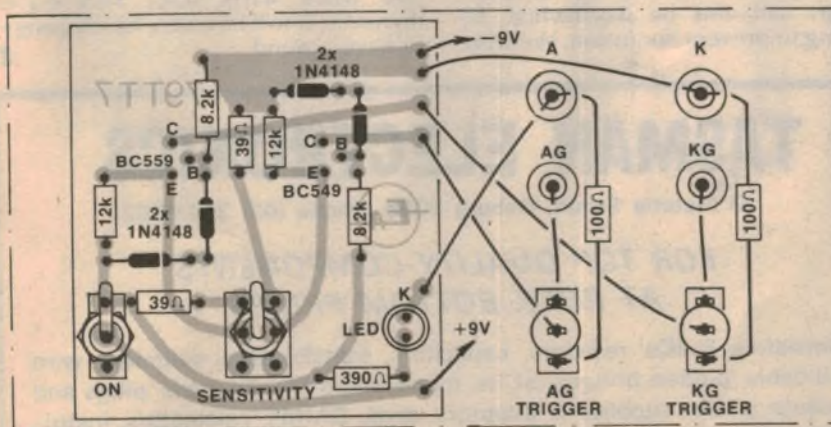 −9V
A
K
2x
1N4148
8.2k
39Ω
12k
C
C
BC559
B
B
E
E
BC549
AG
KG
12k
2x
1N4148
8.2k
100Ω
100Ω
39Ω
K
LED
+9V
390Ω
ON
SENSITIVITY
AG
TRIGGER
KG
TRIGGER